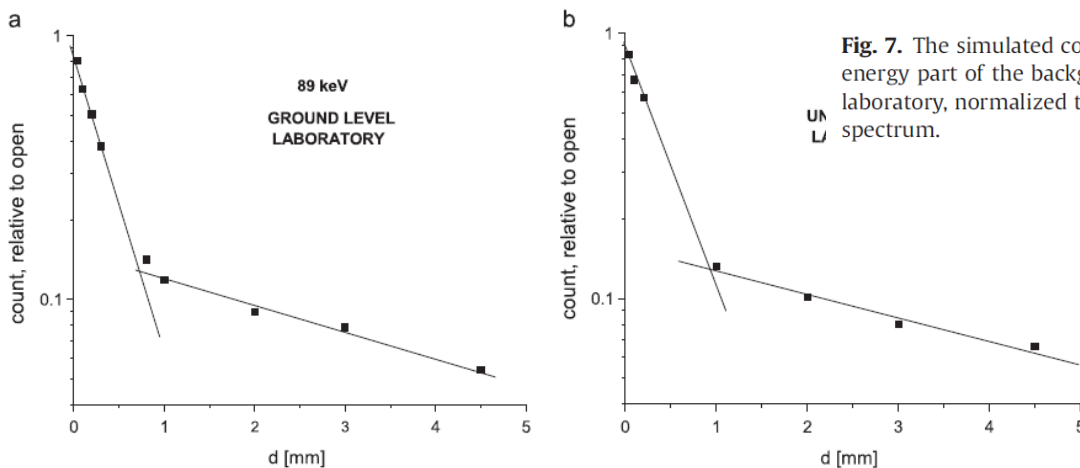 a
1
89 keV
GROUND LEVEL
LABORATORY
count, relative to open
0.1
0
1
2
3
4
5
d [mm]
b
1
Fig. 7. The simulated co
energy part of the backg
laboratory, normalized t
spectrum.
UN
count, relative to open
0.1
0
1
2
3
4
5
d [mm]